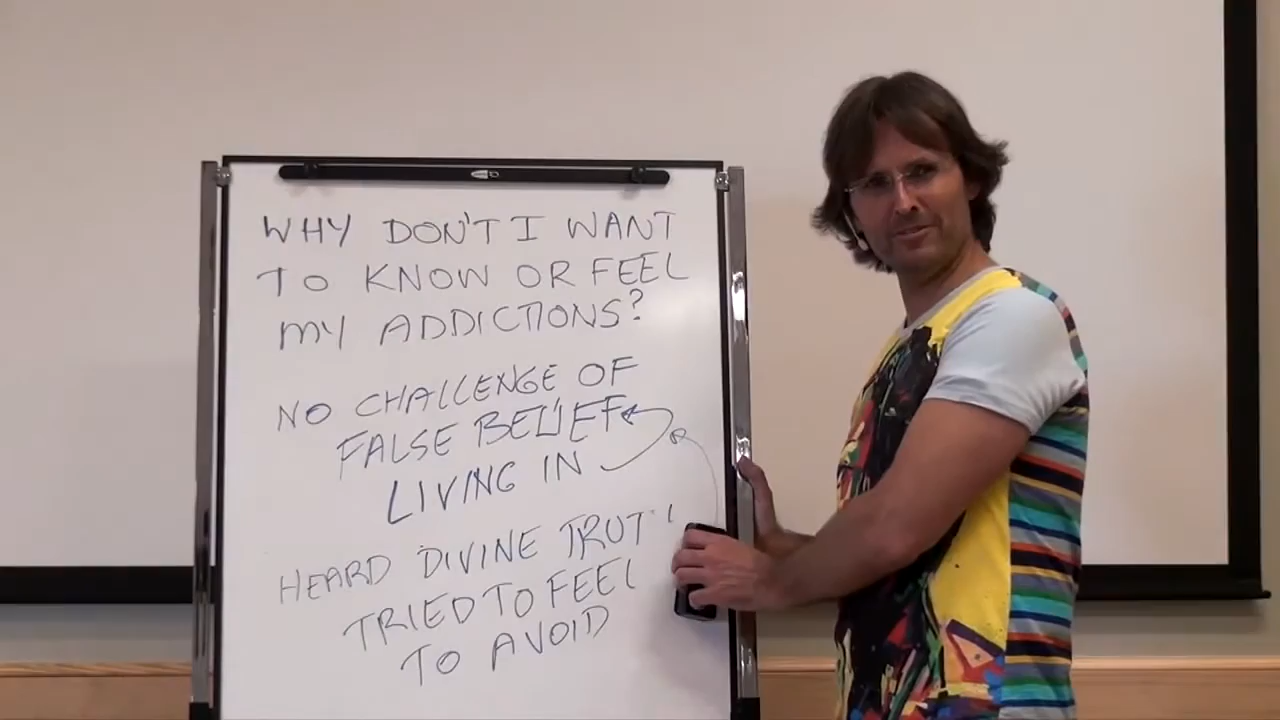 WHY DON'T I WANT
TO KNOW OR FEEL
MY ADDICTIONS?
NO CHALLENGE OF
FALSE BELIEF
LIVING IN
HEARD DIVINE TRUT
TRIED TO FEEL
TO AVOID